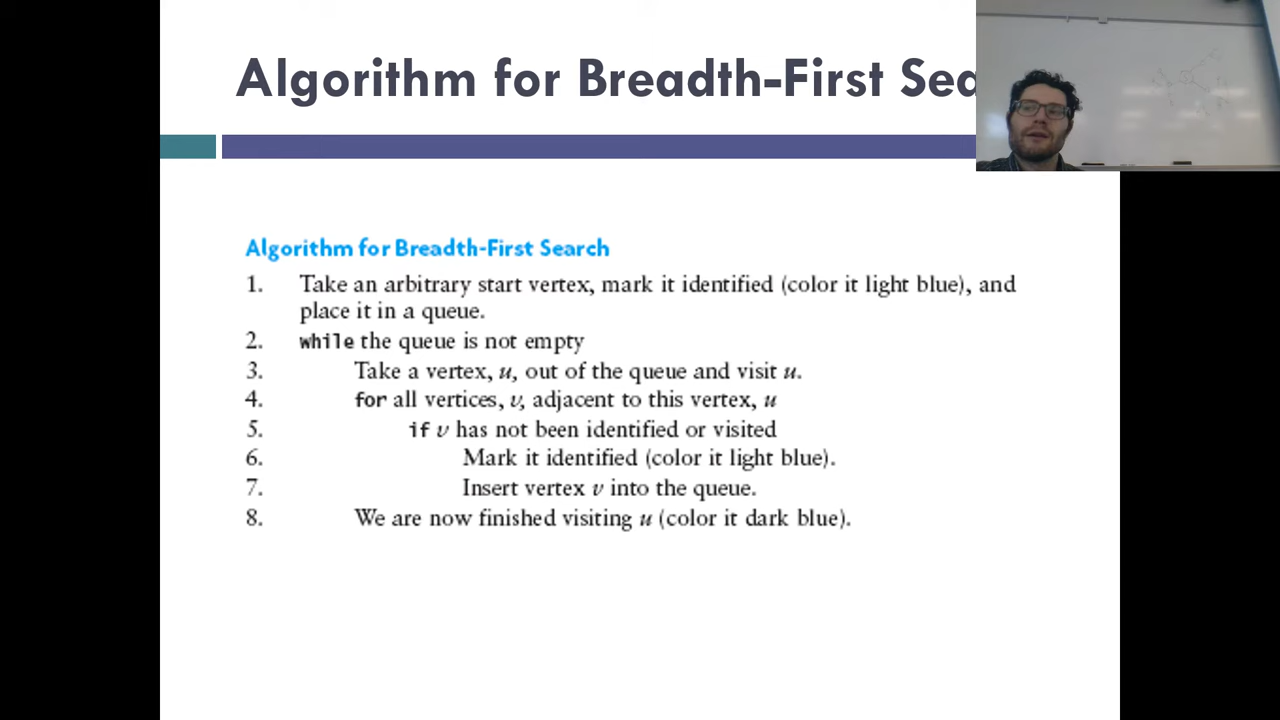 Algorithm for Breadth-First Sea
Algorithm for Breadth-First Search
1. Take an arbitrary start vertex, mark it identified (color it light blue), and
place it in a queue.
2. while the queue is not empty
3. Take a vertex, u, out of the queue and visit u.
4. for all vertices, v, adjacent to this vertex, u
5. if v has not been identified or visited
6. Mark it identified (color it light blue).
7. Insert vertex v into the queue.
8. We are now finished visiting u (color it dark blue).